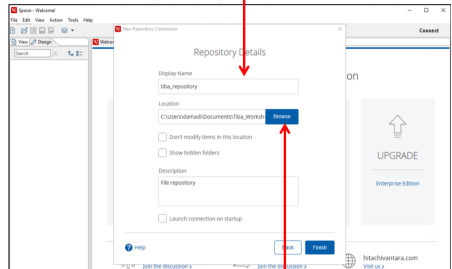 Spoon - Welcome!
File Edit View Action Tools Help
Connect
View Design
Welco
Search
New Repository Connection
Repository Details
Display Name
tiba_repository
Location
C:\Users\damadi\Documents\Tiba_Worksh
Browse
Don't modify items in this location
Show hidden folders
Description
File repository
Launch connection on startup
Help
Back
Finish
on
UPGRADE
Enterprise Edition
Join the discussion >
Join the discussion >
hitachivantara.com
Visit us >